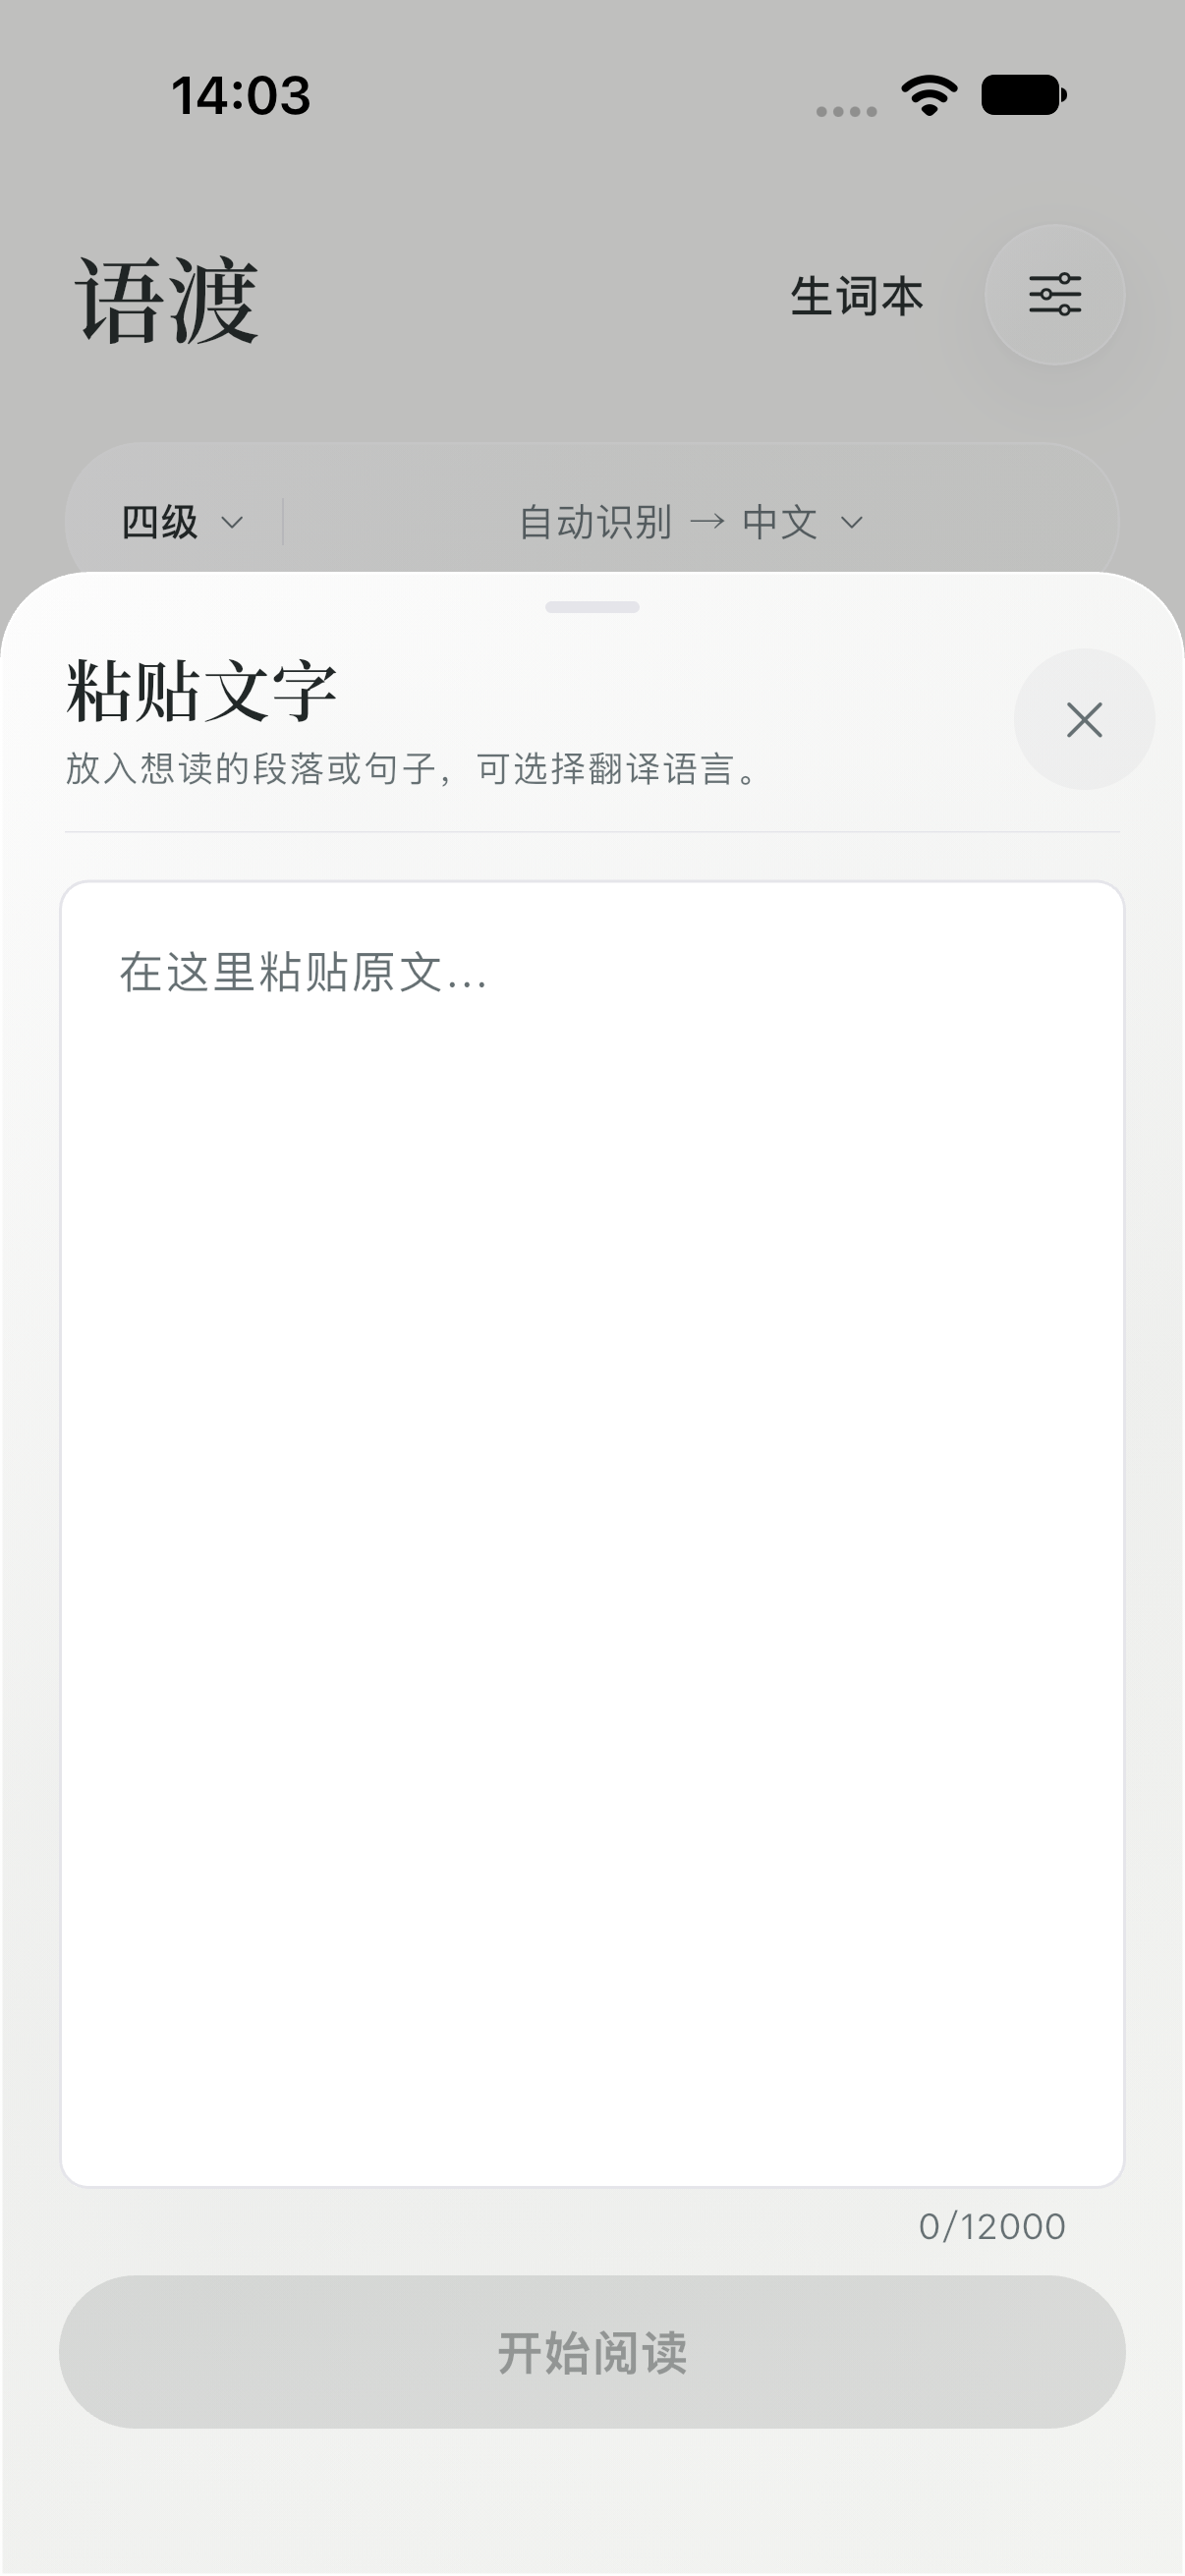 14:03
语渡
生词本
四级
自动识别 → 中文
粘贴文字
放入想读的段落或句子，可选择翻译语言。
在这里粘贴原文...
0/12000
开始阅读